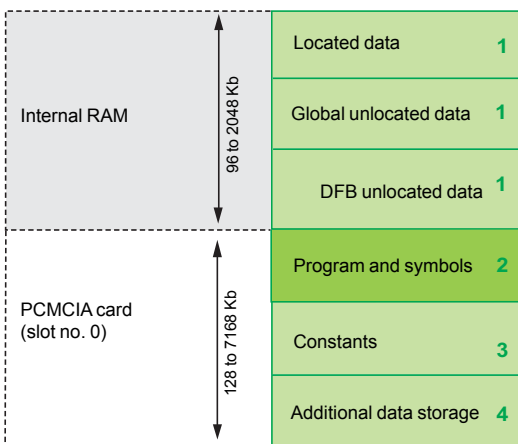 Located data 1
Internal RAM
96 to 2048 Kb
Global unlocated data 1
DFB unlocated data 1
Program and symbols 2
PCMCIA card
(slot no. 0)
128 to 7168 Kb
Constants 3
Additional data storage 4